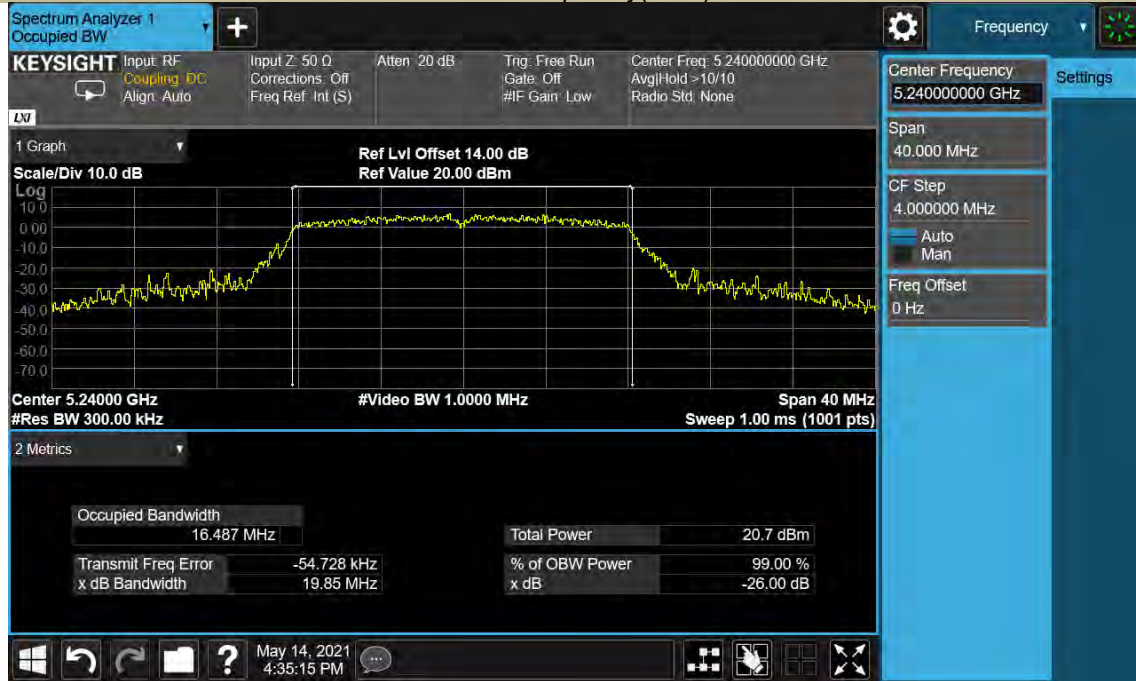 Spectrum Analyzer 1
Occupied BW
Frequency
KEYSIGHT
Input: RF
Coupling: DC
Align: Auto
Input Z: 50 Ω
Corrections: Off
Freq Ref: Int (S)
Atten: 20 dB
Trig: Free Run
Gate: Off
#IF Gain: Low
Center Freq: 5.240000000 GHz
Avg|Hold >10/10
Radio Std: None
LXI
Center Frequency
5.240000000 GHz
Settings
Span
40.000 MHz
CF Step
4.000000 MHz
Auto
Man
Freq Offset
0 Hz
1 Graph
Scale/Div 10.0 dB
Ref Lvl Offset 14.00 dB
Ref Value 20.00 dBm
Log
10.0
0.00
-10.0
-20.0
-30.0
-40.0
-50.0
-60.0
-70.0
Center 5.24000 GHz
#Res BW 300.00 kHz
#Video BW 1.0000 MHz
Span 40 MHz
Sweep 1.00 ms (1001 pts)
2 Metrics
Occupied Bandwidth
16.487 MHz
Total Power 20.7 dBm
Transmit Freq Error -54.728 kHz
% of OBW Power 99.00 %
x dB Bandwidth 19.85 MHz
x dB -26.00 dB
?
May 14, 2021
4:35:15 PM